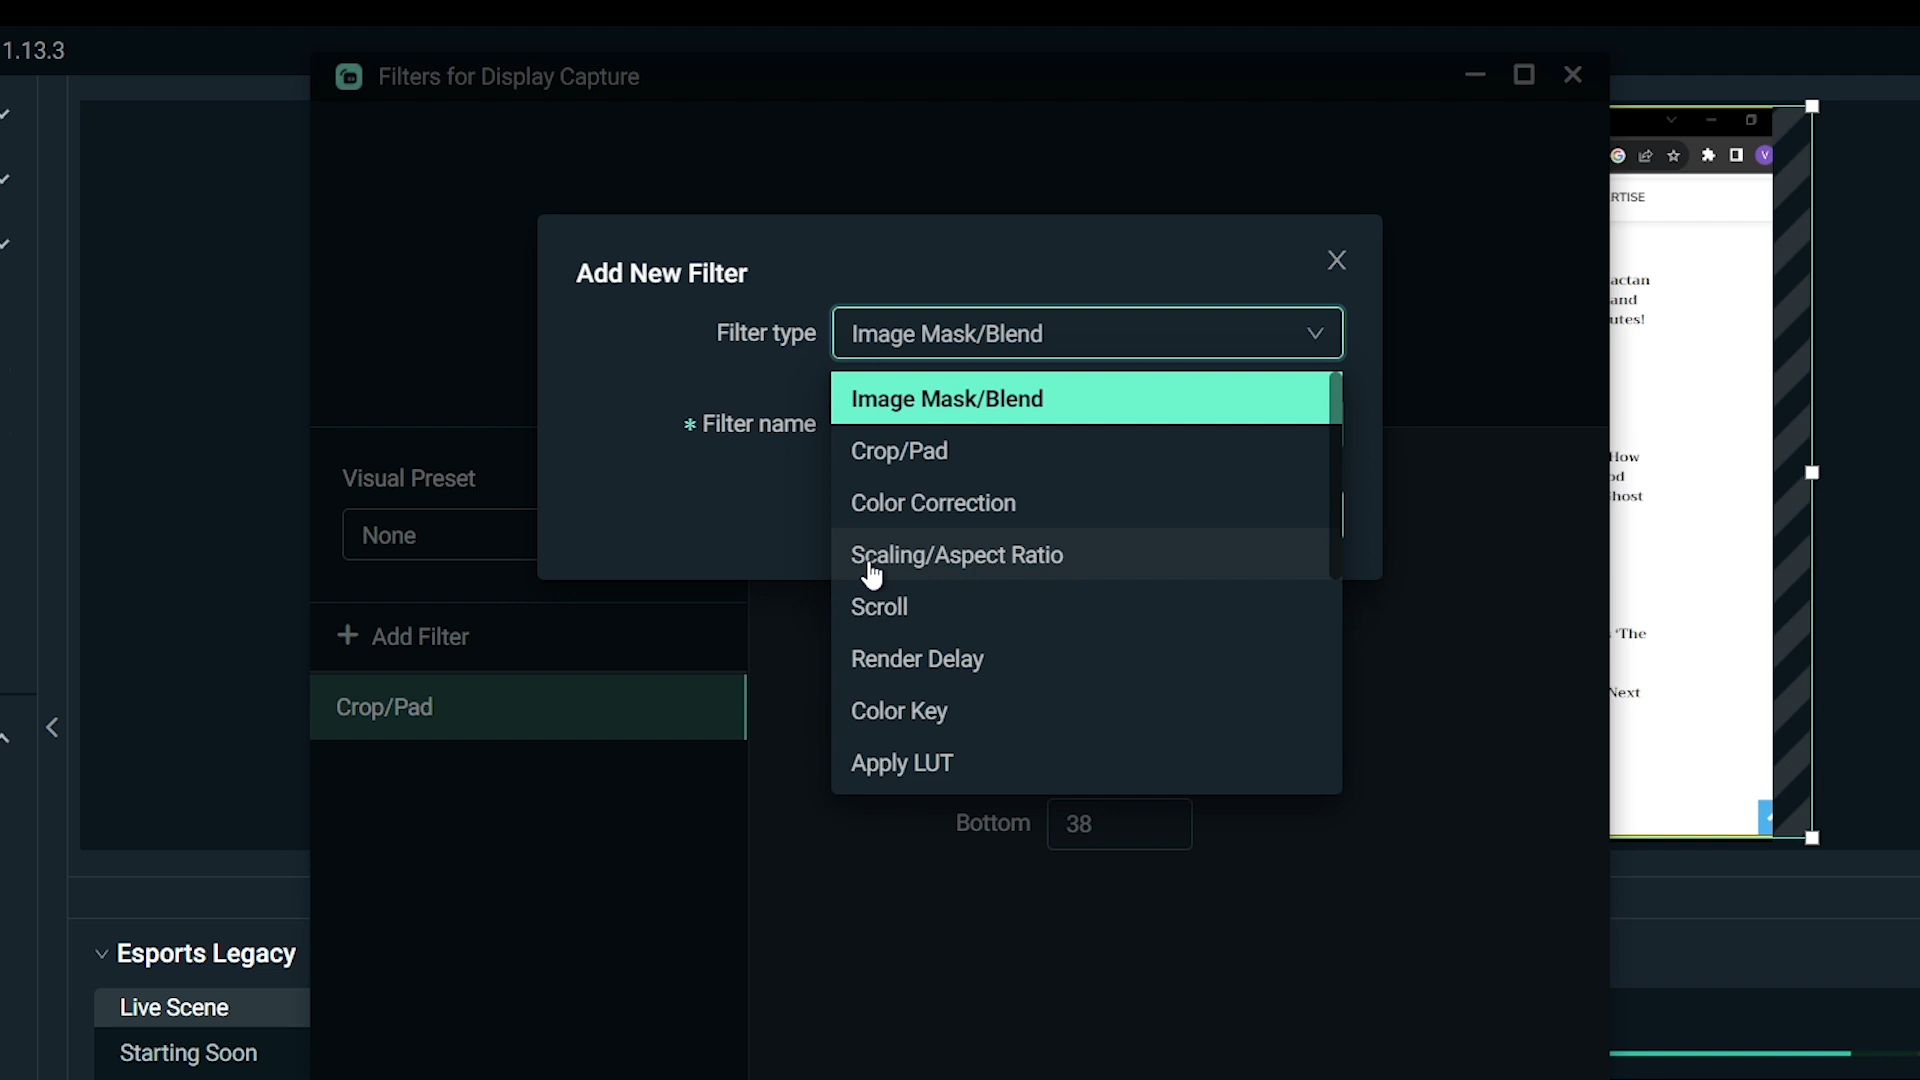 1.13.3
Filters for Display Capture
RTISE
actan
and
utes!
Add New Filter
Filter type
Image Mask/Blend
Image Mask/Blend
* Filter name
Crop/Pad
Color Correction
Scaling/Aspect Ratio
Scroll
Render Delay
Color Key
Apply LUT
Visual Preset
None
+ Add Filter
Crop/Pad
Bottom 38
V
How
od
'The
Next
Esports Legacy
Live Scene
Starting Soon